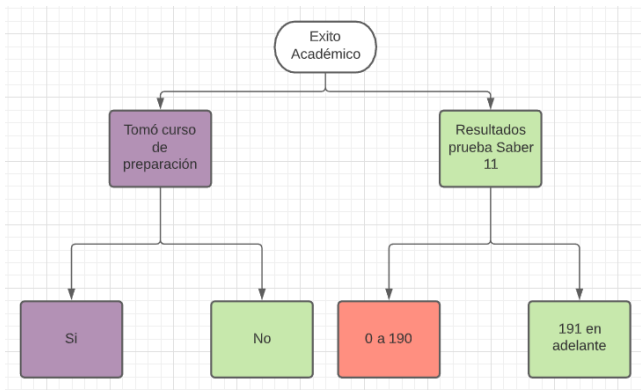 Exito
Académico
Tomó curso
de
preparación
Resultados
prueba Saber
11
Si
No
0 a 190
191 en
adelante